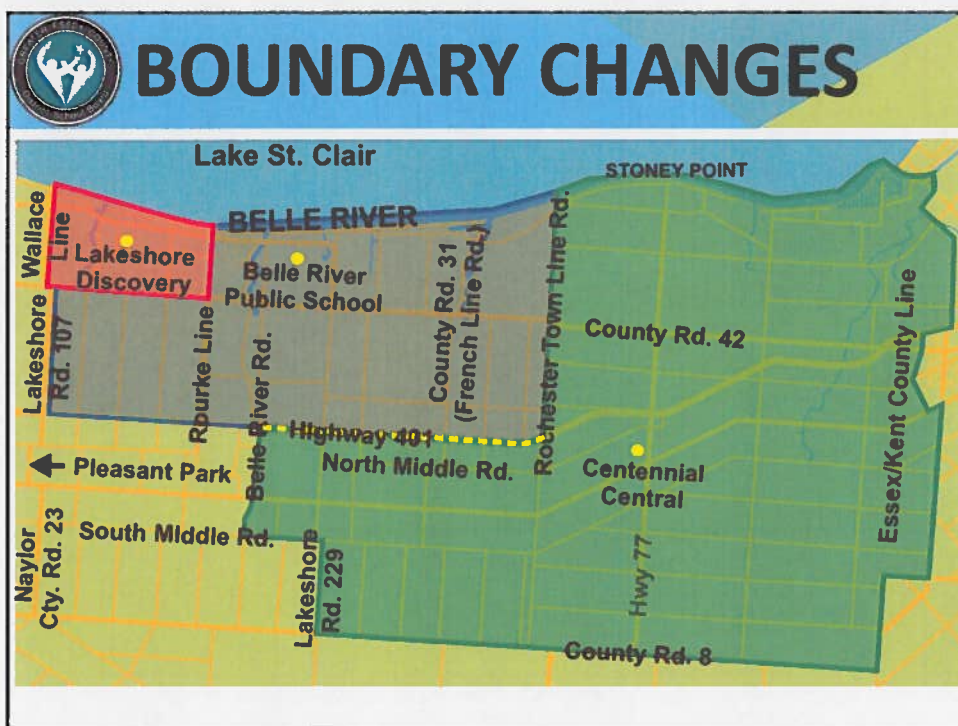 BOUNDARY CHANGES
Lake St. Clair
STONEY POINT
BELLE RIVER
Wallace
Line
Lakeshore
Discovery
Belle River
Public School
County Rd. 31
(French Line Rd.)
Rochester Town Line Rd.
County Rd. 42
Essex/Kent County Line
Lakeshore
Rd. 107
Rourke Line
Belle River Rd.
Highway 401
North Middle Rd.
Pleasant Park
Centennial
Central
Naylor
Cty. Rd. 23
South Middle Rd.
Lakeshore
Rd. 229
Hwy 77
County Rd. 8